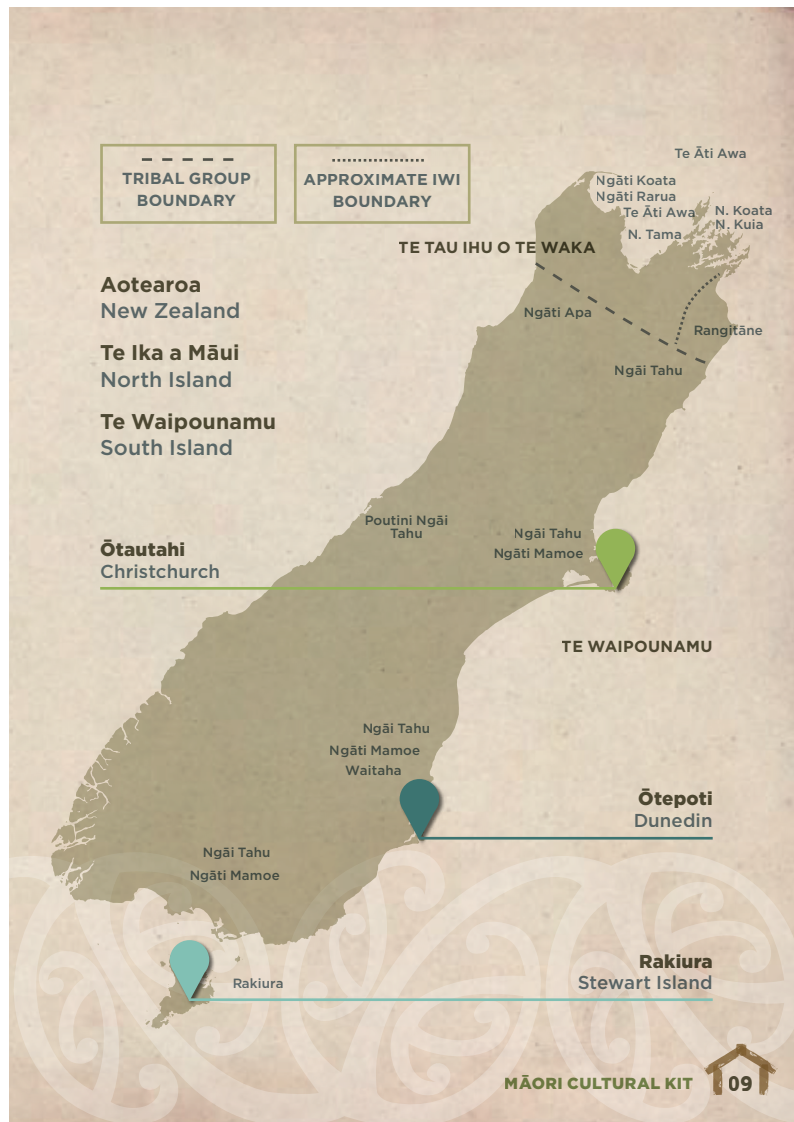 TRIBAL GROUP
BOUNDARY
APPROXIMATE IWI
BOUNDARY
Te Āti Awa
Ngāti Koata
Ngāti Rarua
Te Āti Awa
N. Tama
N. Koata
N. Kuia
TE TAU IHU O TE WAKA
Aotearoa
New Zealand
Te Ika a Māui
North Island
Te Waipounamu
South Island
Ngāti Apa
Rangitāne
Ngāi Tahu
Poutini Ngāi
Tahu
Ngāi Tahu
Ngāti Mamoe
Ōtautahi
Christchurch
TE WAIPOUNAMU
Ngāi Tahu
Ngāti Mamoe
Waitaha
Ōtepoti
Dunedin
Ngāi Tahu
Ngāti Mamoe
Rakiura
Rakiura
Stewart Island
MĀORI CULTURAL KIT
09